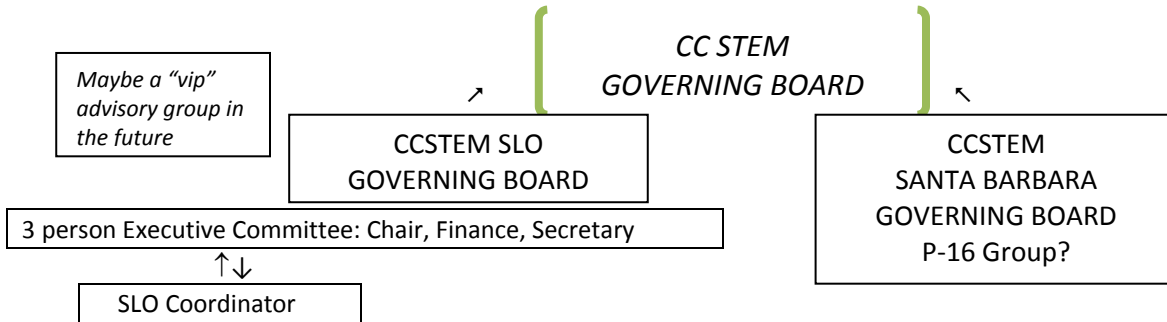 CC STEM
GOVERNING BOARD
Maybe a “vip”
advisory group in
the future
↗
↖
CCSTEM SLO
GOVERNING BOARD
CCSTEM
SANTA BARBARA
GOVERNING BOARD
P-16 Group?
3 person Executive Committee: Chair, Finance, Secretary
↑↓
SLO Coordinator